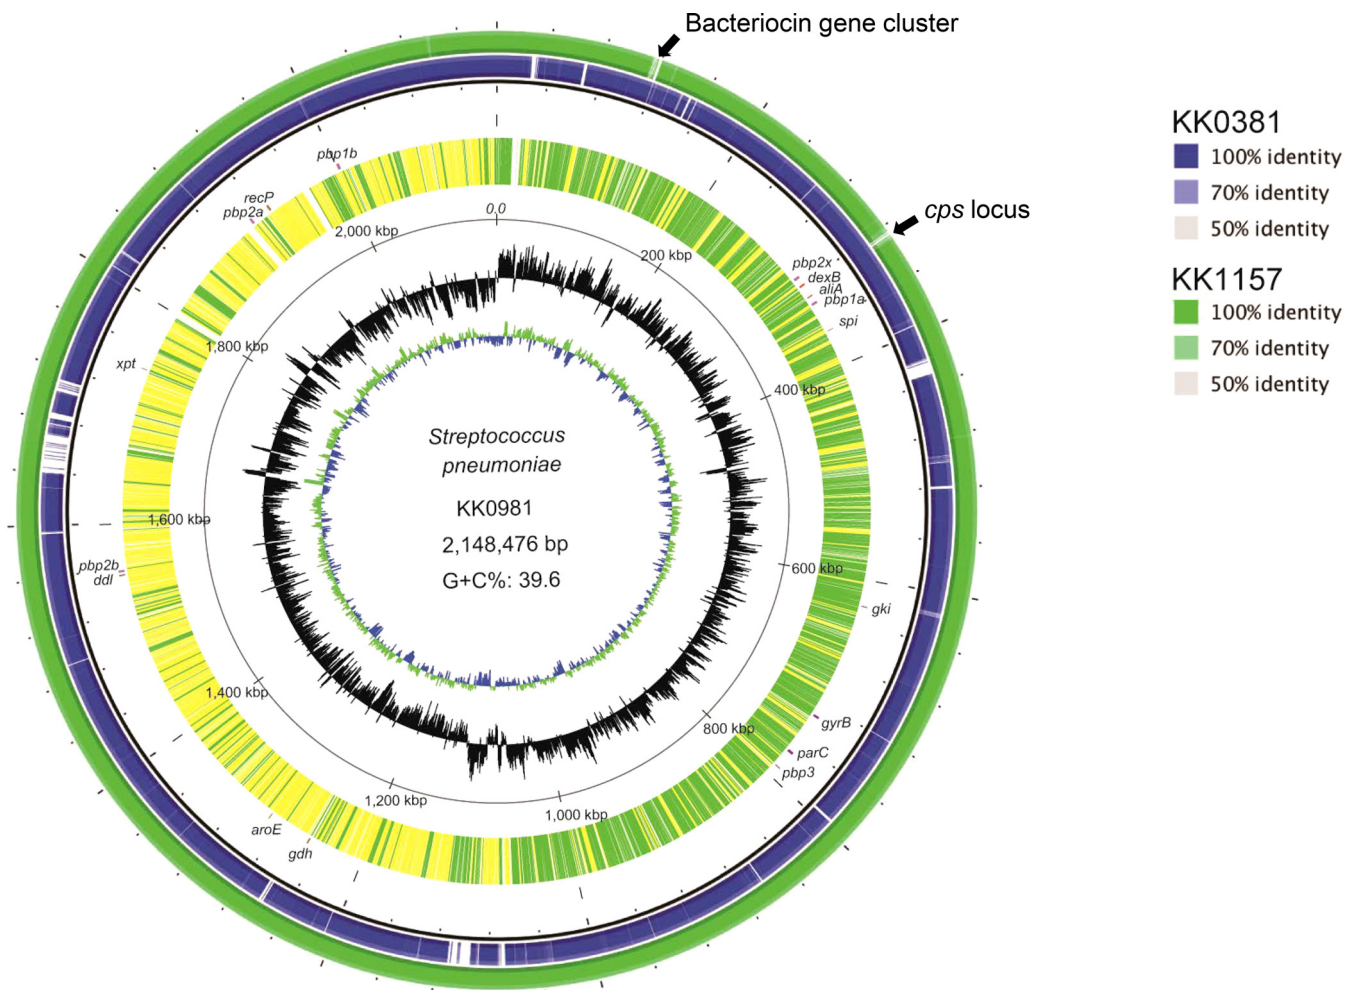 Bacteriocin gene cluster
cps locus
KK0381
100% identity
70% identity
50% identity
KK1157
100% identity
70% identity
50% identity
pbp1b
recP
pbp2a
0,0
2,000 kbp
200 kbp
pbp2x
dexB
aliA
pbp1a
spi
1,800 kbp
xpt
400 kbp
Streptococcus
pneumoniae
KK0981
2,148,476 bp
G+C%: 39.6
1,600 kbp
pbp2b
ddl
600 kbp
gki
1,400 kbp
gyrB
800 kbp
parC
pbp3
1,200 kbp
1,000 kbp
aroE
gdh